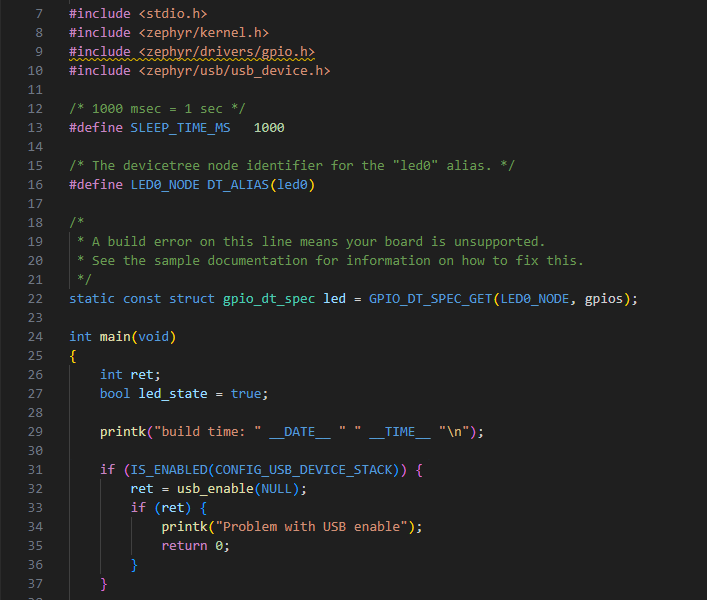 7 #include <stdio.h>
8 #include <zephyr/kernel.h>
9 #include <zephyr/drivers/gpio.h>
10 #include <zephyr/usb/usb_device.h>
11
12 /* 1000 msec = 1 sec */
13 #define SLEEP_TIME_MS   1000
14
15 /* The devicetree node identifier for the "led0" alias. */
16 #define LED0_NODE DT_ALIAS(led0)
17
18 /*
19  * A build error on this line means your board is unsupported.
20  * See the sample documentation for information on how to fix this.
21  */
22 static const struct gpio_dt_spec led = GPIO_DT_SPEC_GET(LED0_NODE, gpios);
23
24 int main(void)
25 {
26     int ret;
27     bool led_state = true;
28
29     printk("build time: " __DATE__ " " __TIME__ "\n");
30
31     if (IS_ENABLED(CONFIG_USB_DEVICE_STACK)) {
32         ret = usb_enable(NULL);
33         if (ret) {
34             printk("Problem with USB enable");
35             return 0;
36         }
37     }